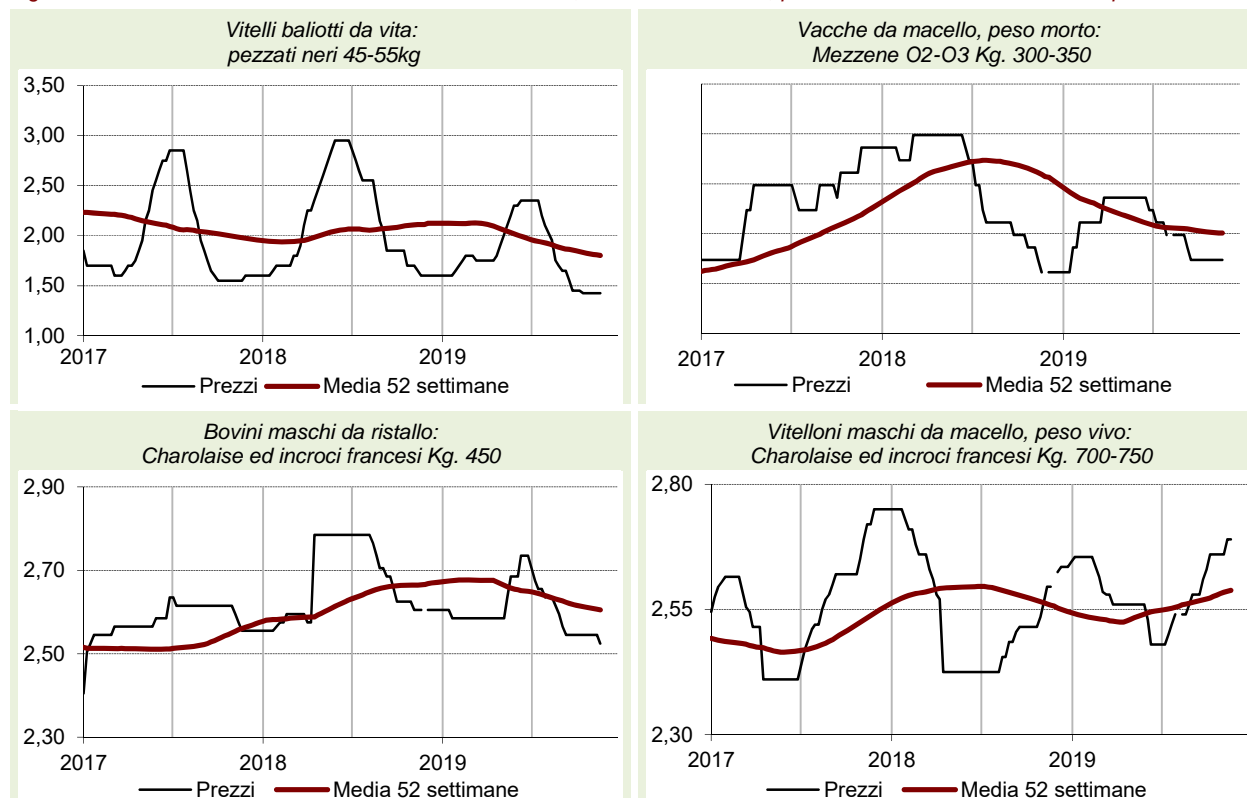 Vitelli baliotti da vita:
pezzati neri 45-55kg
3,50
3,00
2,50
2,00
1,50
1,00
2017 2018 2019
Prezzi Media 52 settimane
Vacche da macello, peso morto:
Mezzene O2-O3 Kg. 300-350
2017 2018 2019
Prezzi Media 52 settimane
Bovini maschi da ristallo:
Charolaise ed incroci francesi Kg. 450
2,90
2,70
2,50
2,30
2017 2018 2019
Prezzi Media 52 settimane
Vitelloni maschi da macello, peso vivo:
Charolaise ed incroci francesi Kg. 700-750
2,80
2,55
2,30
2017 2018 2019
Prezzi Media 52 settimane